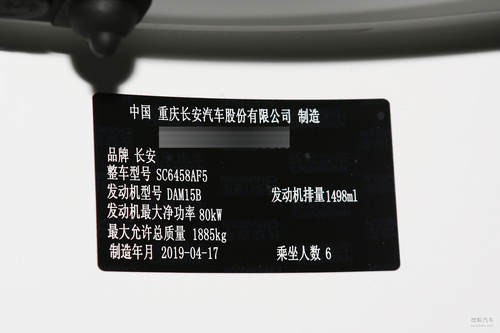 中国 重庆长安汽车股份有限公司 制造
品牌 长安
整车型号 SC6458AF5
发动机型号 DAM15B 发动机排量1498ml
发动机最大净功率 80kW
最大允许总质量 1885kg
制造年月 2019-04-17 乘坐人数 6